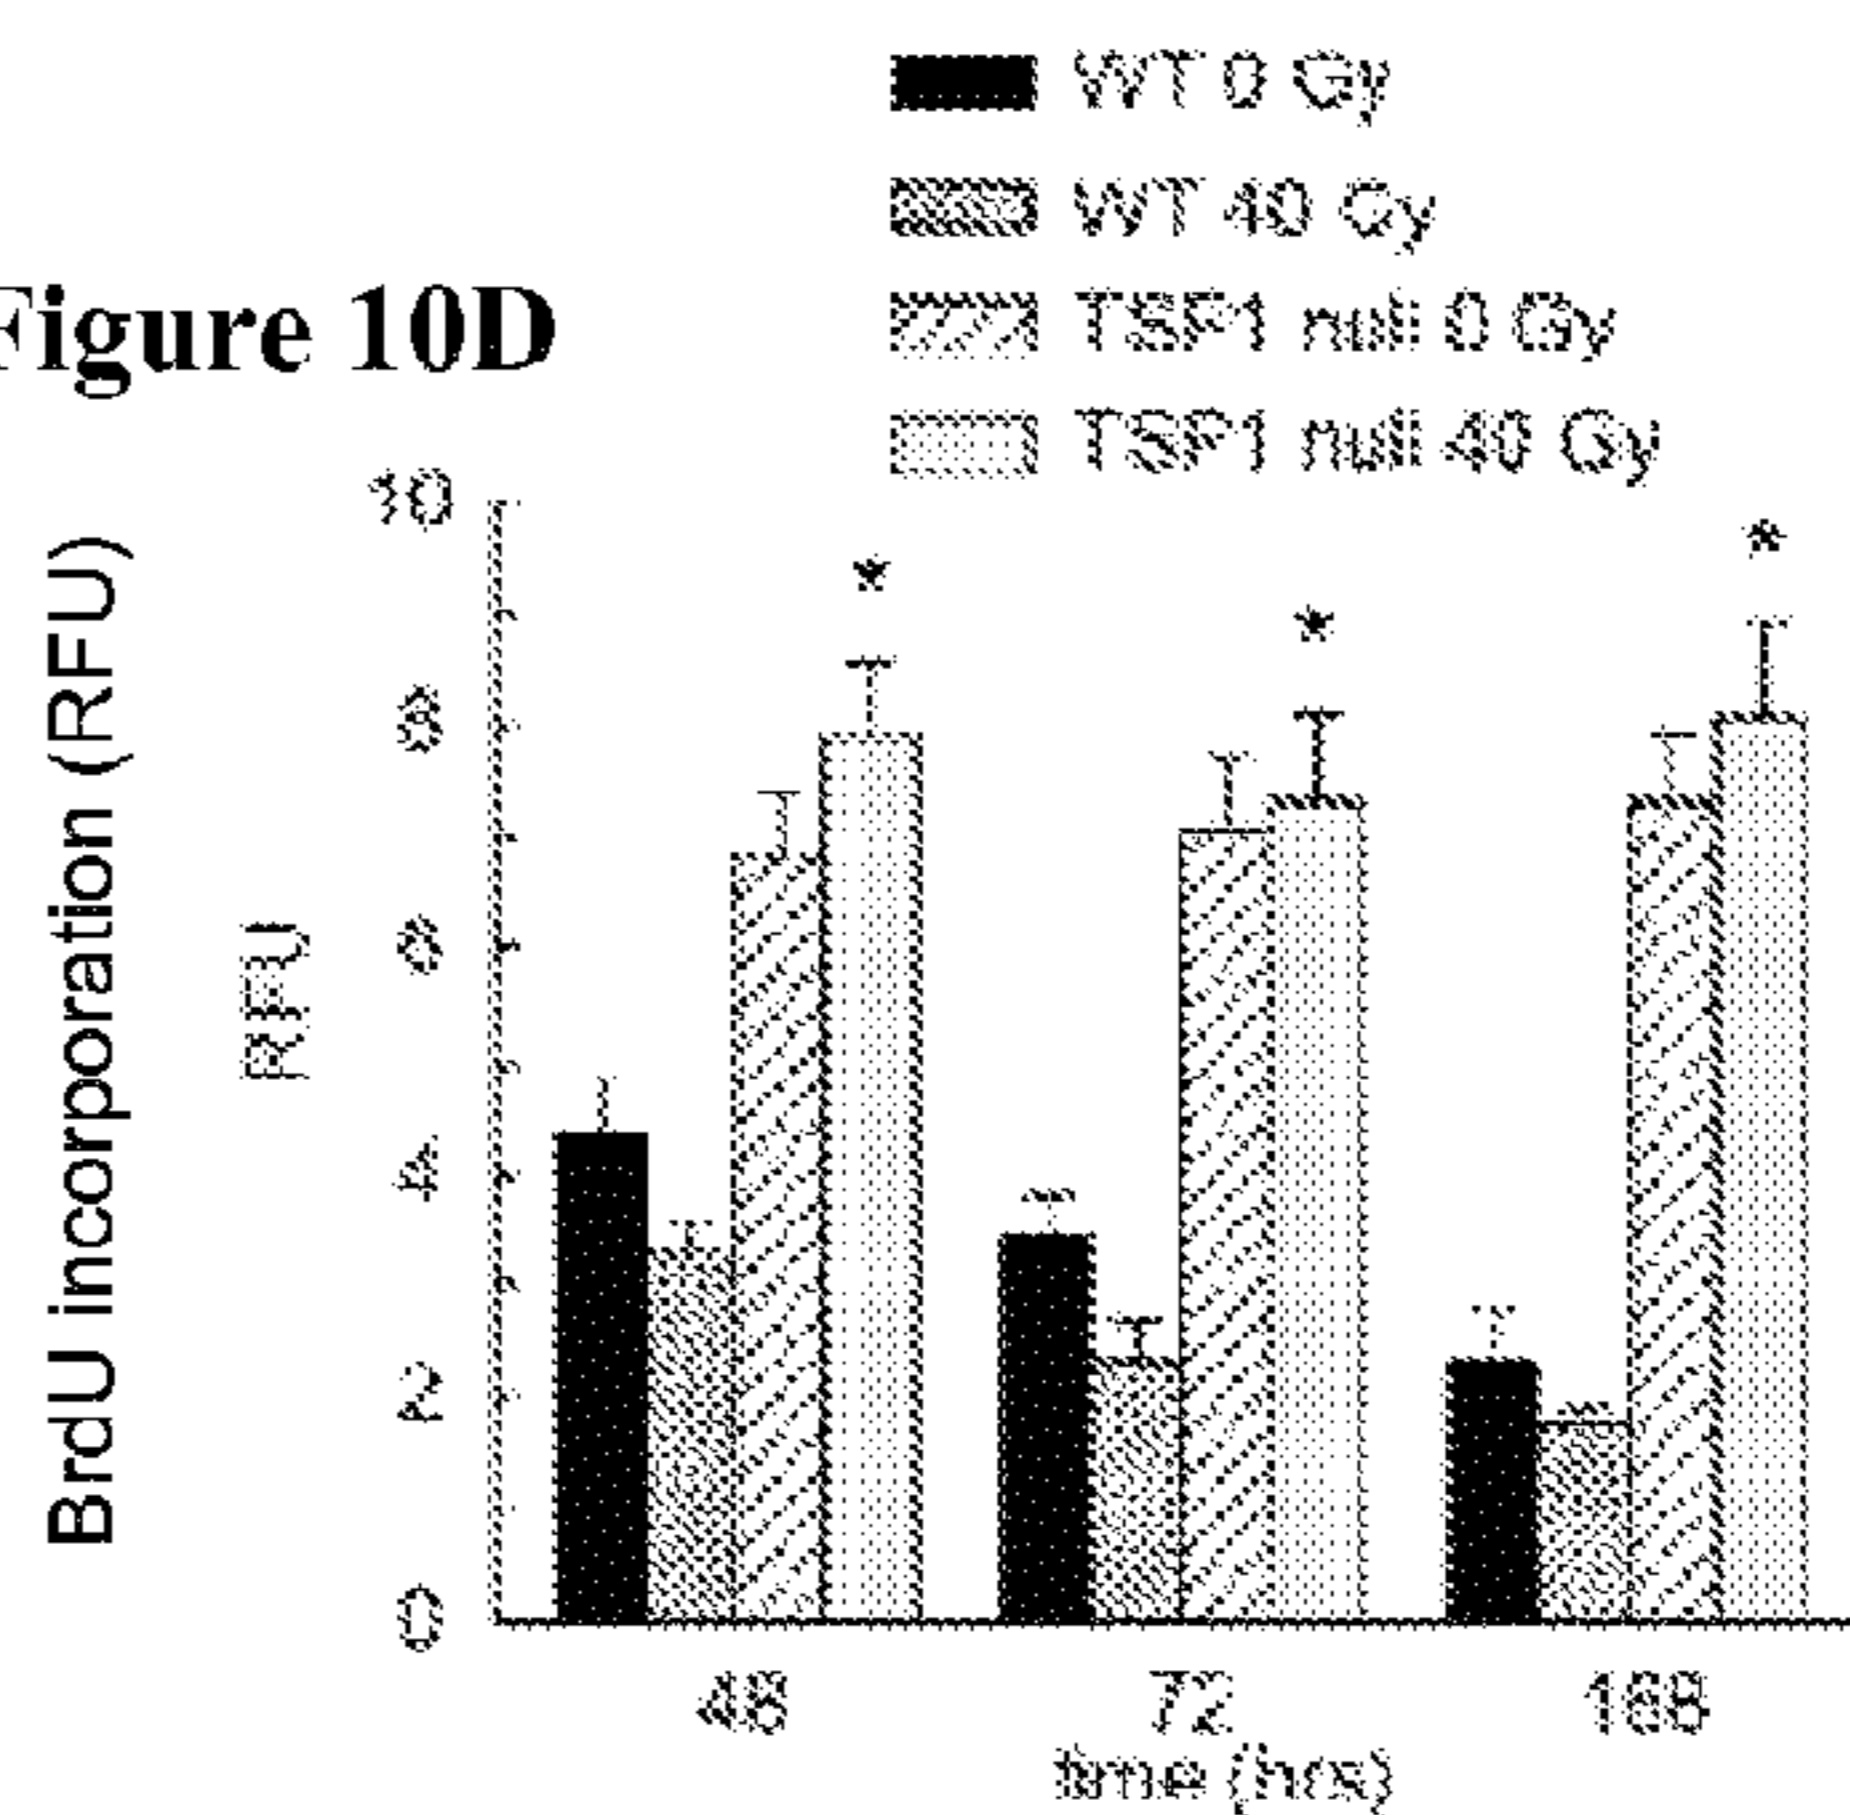 WT 0 Gy
WT 40 Gy
TSP1 null 0 Gy
TSP1 null 40 Gy
Figure 10D
BrdU incorporation (RFU)
RFU
10
8
6
4
2
0
*
*
*
48
72
168
time (hrs)